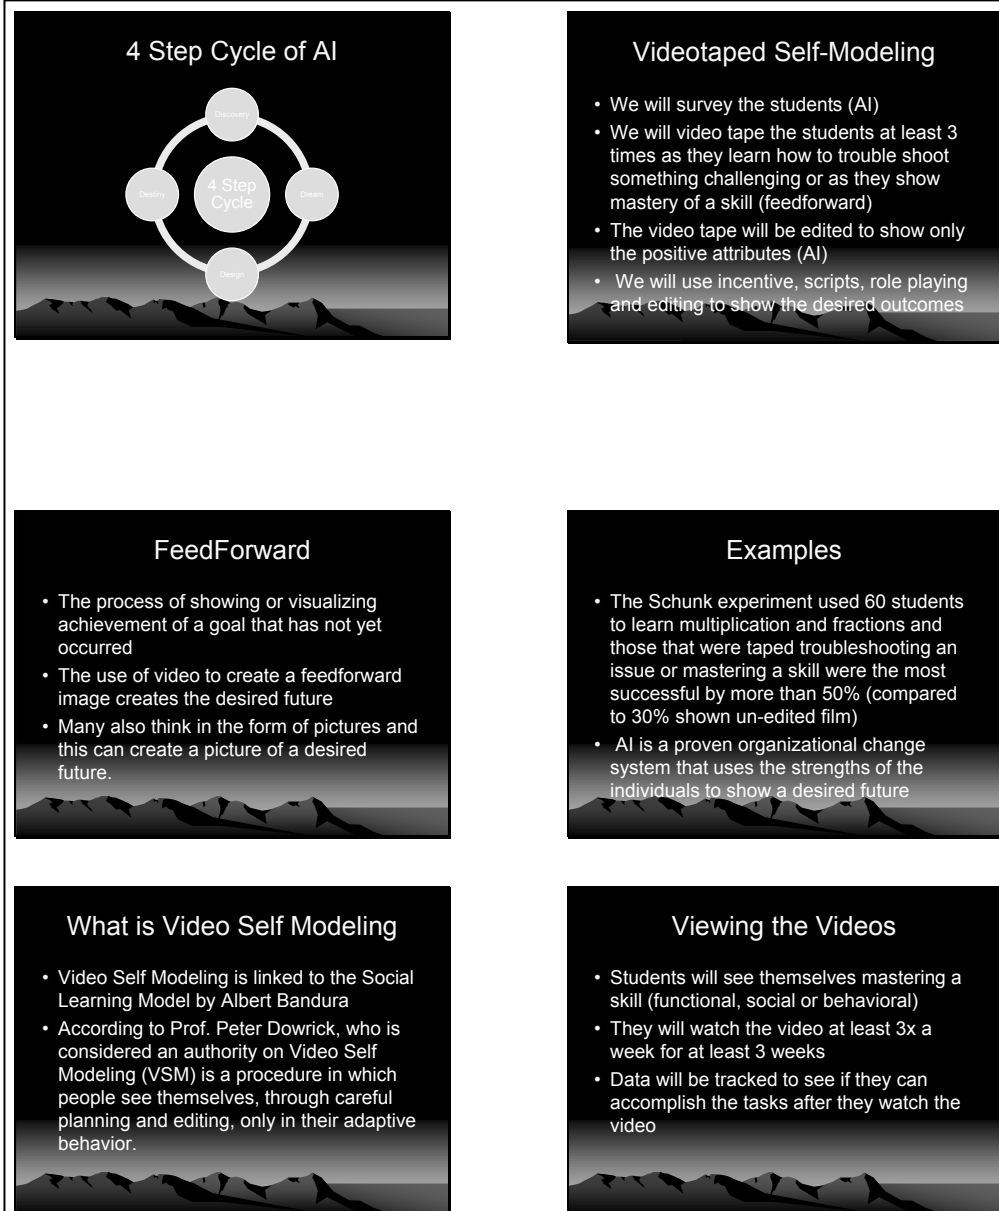 4 Step Cycle of AI
Discovery
Destiny
4 Step
Cycle
Dream
Design
Videotaped Self-Modeling
• We will survey the students (AI)
• We will video tape the students at least 3
times as they learn how to trouble shoot
something challenging or as they show
mastery of a skill (feedforward)
• The video tape will be edited to show only
the positive attributes (AI)
• We will use incentive, scripts, role playing
and editing to show the desired outcomes
FeedForward
• The process of showing or visualizing
achievement of a goal that has not yet
occurred
• The use of video to create a feedforward
image creates the desired future
• Many also think in the form of pictures and
this can create a picture of a desired
future.
Examples
• The Schunk experiment used 60 students
to learn multiplication and fractions and
those that were taped troubleshooting an
issue or mastering a skill were the most
successful by more than 50% (compared
to 30% shown un-edited film)
• AI is a proven organizational change
system that uses the strengths of the
individuals to show a desired future
What is Video Self Modeling
• Video Self Modeling is linked to the Social
Learning Model by Albert Bandura
• According to Prof. Peter Dowrick, who is
considered an authority on Video Self
Modeling (VSM) is a procedure in which
people see themselves, through careful
planning and editing, only in their adaptive
behavior.
Viewing the Videos
• Students will see themselves mastering a
skill (functional, social or behavioral)
• They will watch the video at least 3x a
week for at least 3 weeks
• Data will be tracked to see if they can
accomplish the tasks after they watch the
video